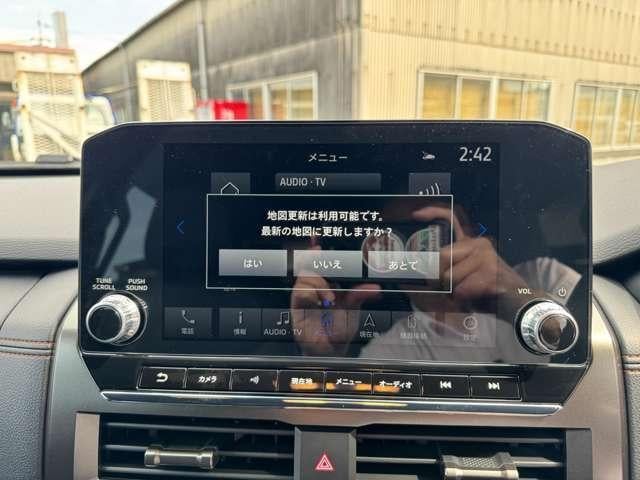 メニュー
2:42
AUDIO・TV
地図更新は利用可能です。
最新の地図に更新しますか?
はい
いいえ
あとで
TUNE
SCROLL
PUSH
SOUND
VOL
電話
情報
AUDIO・TV
現在地
設定
カメラ
現在地
メニュー
オーディオ